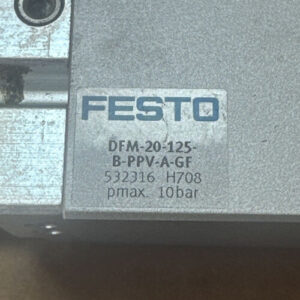 FESTO
DFM-20-125-
B-PPV-A-GF
532316 H708
pmax. 10bar